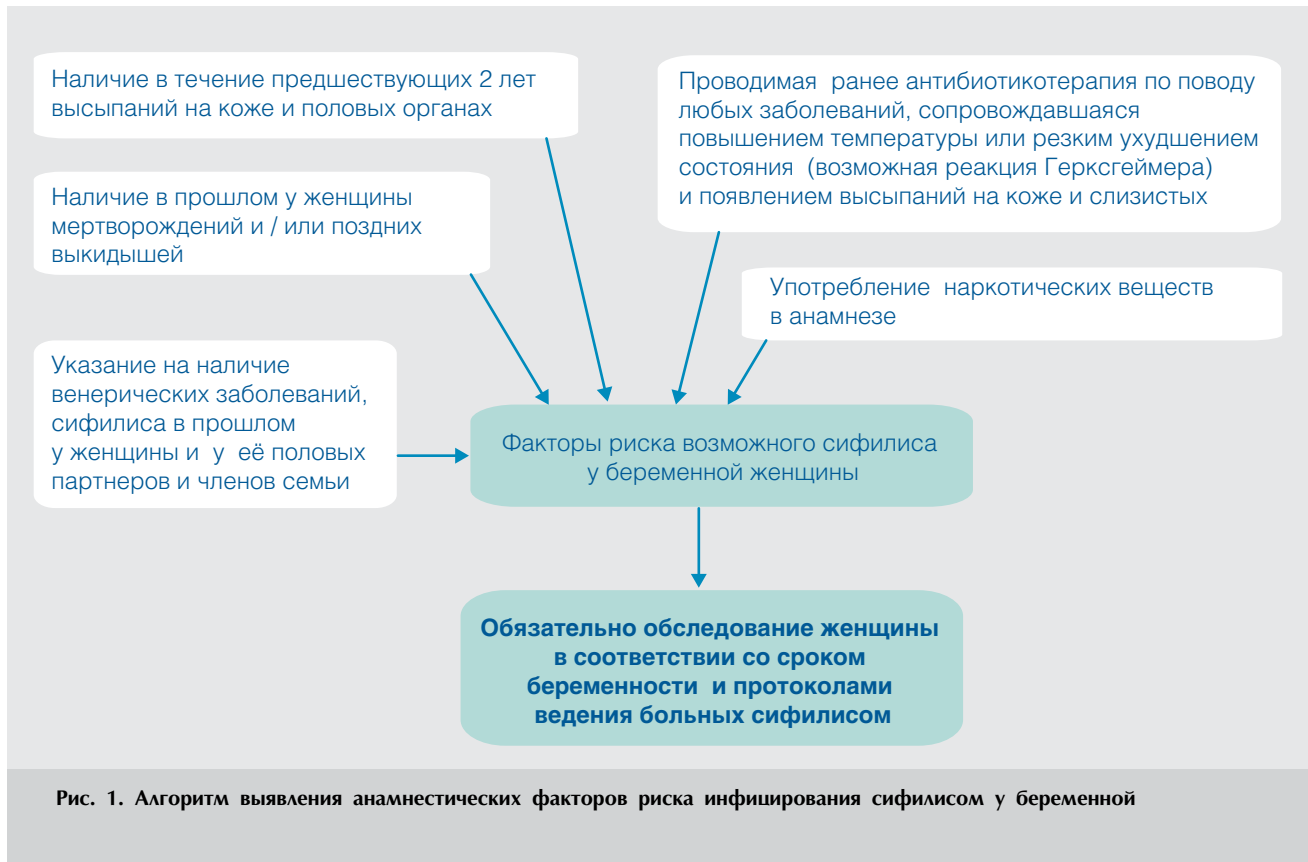 Наличие в течение предшествующих 2 лет
высыпаний на коже и половых органах
Проводимая ранее антибиотикотерапия по поводу
любых заболеваний, сопровождавшаяся
повышением температуры или резким ухудшением
состояния (возможная реакция Герксгеймера)
и появлением высыпаний на коже и слизистых
Наличие в прошлом у женщины
мертворождений и / или поздних
выкидышей
Употребление наркотических веществ
в анамнезе
Указание на наличие
венерических заболеваний,
сифилиса в прошлом
у женщины и у её половых
партнеров и членов семьи
Факторы риска возможного сифилиса
у беременной женщины
Обязательно обследование женщины
в соответствии со сроком
беременности и протоколами
ведения больных сифилисом
Рис. 1. Алгоритм выявления анамнестических факторов риска инфицирования сифилисом у беременной